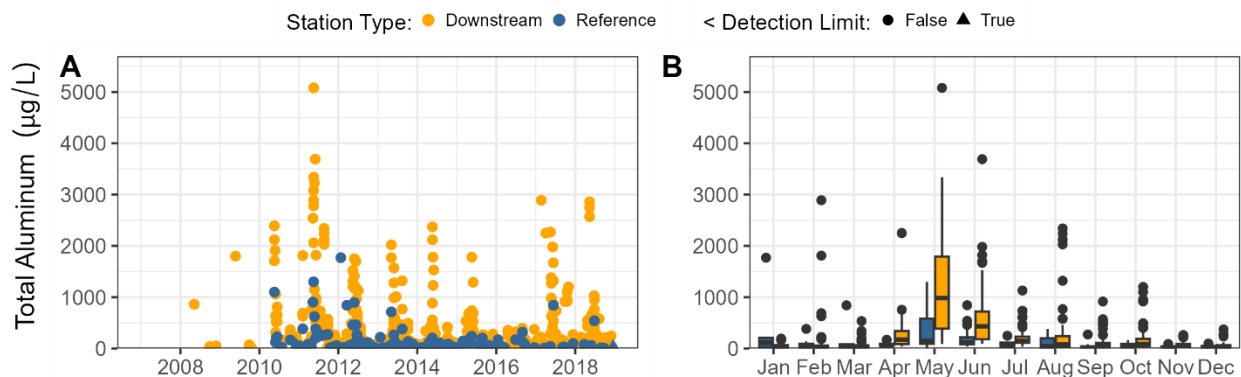 Station Type: Downstream Reference < Detection Limit: False True
A
B
Total Aluminum (µg/L)
5000
4000
3000
2000
1000
0
2008 2010 2012 2014 2016 2018
5000
4000
3000
2000
1000
0
Jan Feb Mar Apr May Jun Jul Aug Sep Oct Nov Dec